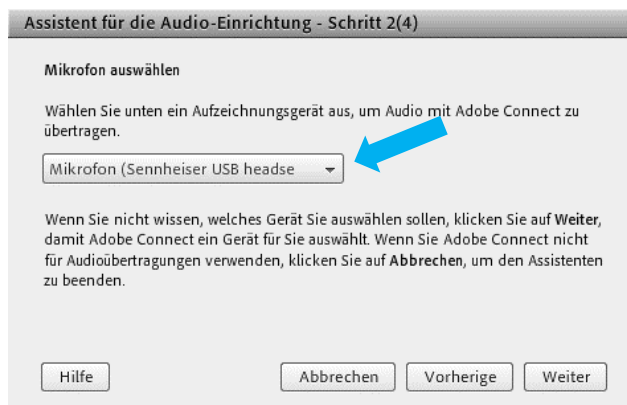 Assistent für die Audio-Einrichtung - Schritt 2(4)
Mikrofon auswählen
Wählen Sie unten ein Aufzeichnungsgerät aus, um Audio mit Adobe Connect zu
übertragen.
Mikrofon (Sennheiser USB headse
Wenn Sie nicht wissen, welches Gerät Sie auswählen sollen, klicken Sie auf Weiter,
damit Adobe Connect ein Gerät für Sie auswählt. Wenn Sie Adobe Connect nicht
für Audioübertragungen verwenden, klicken Sie auf Abbrechen, um den Assistenten
zu beenden.
Hilfe Abbrechen Vorherige Weiter